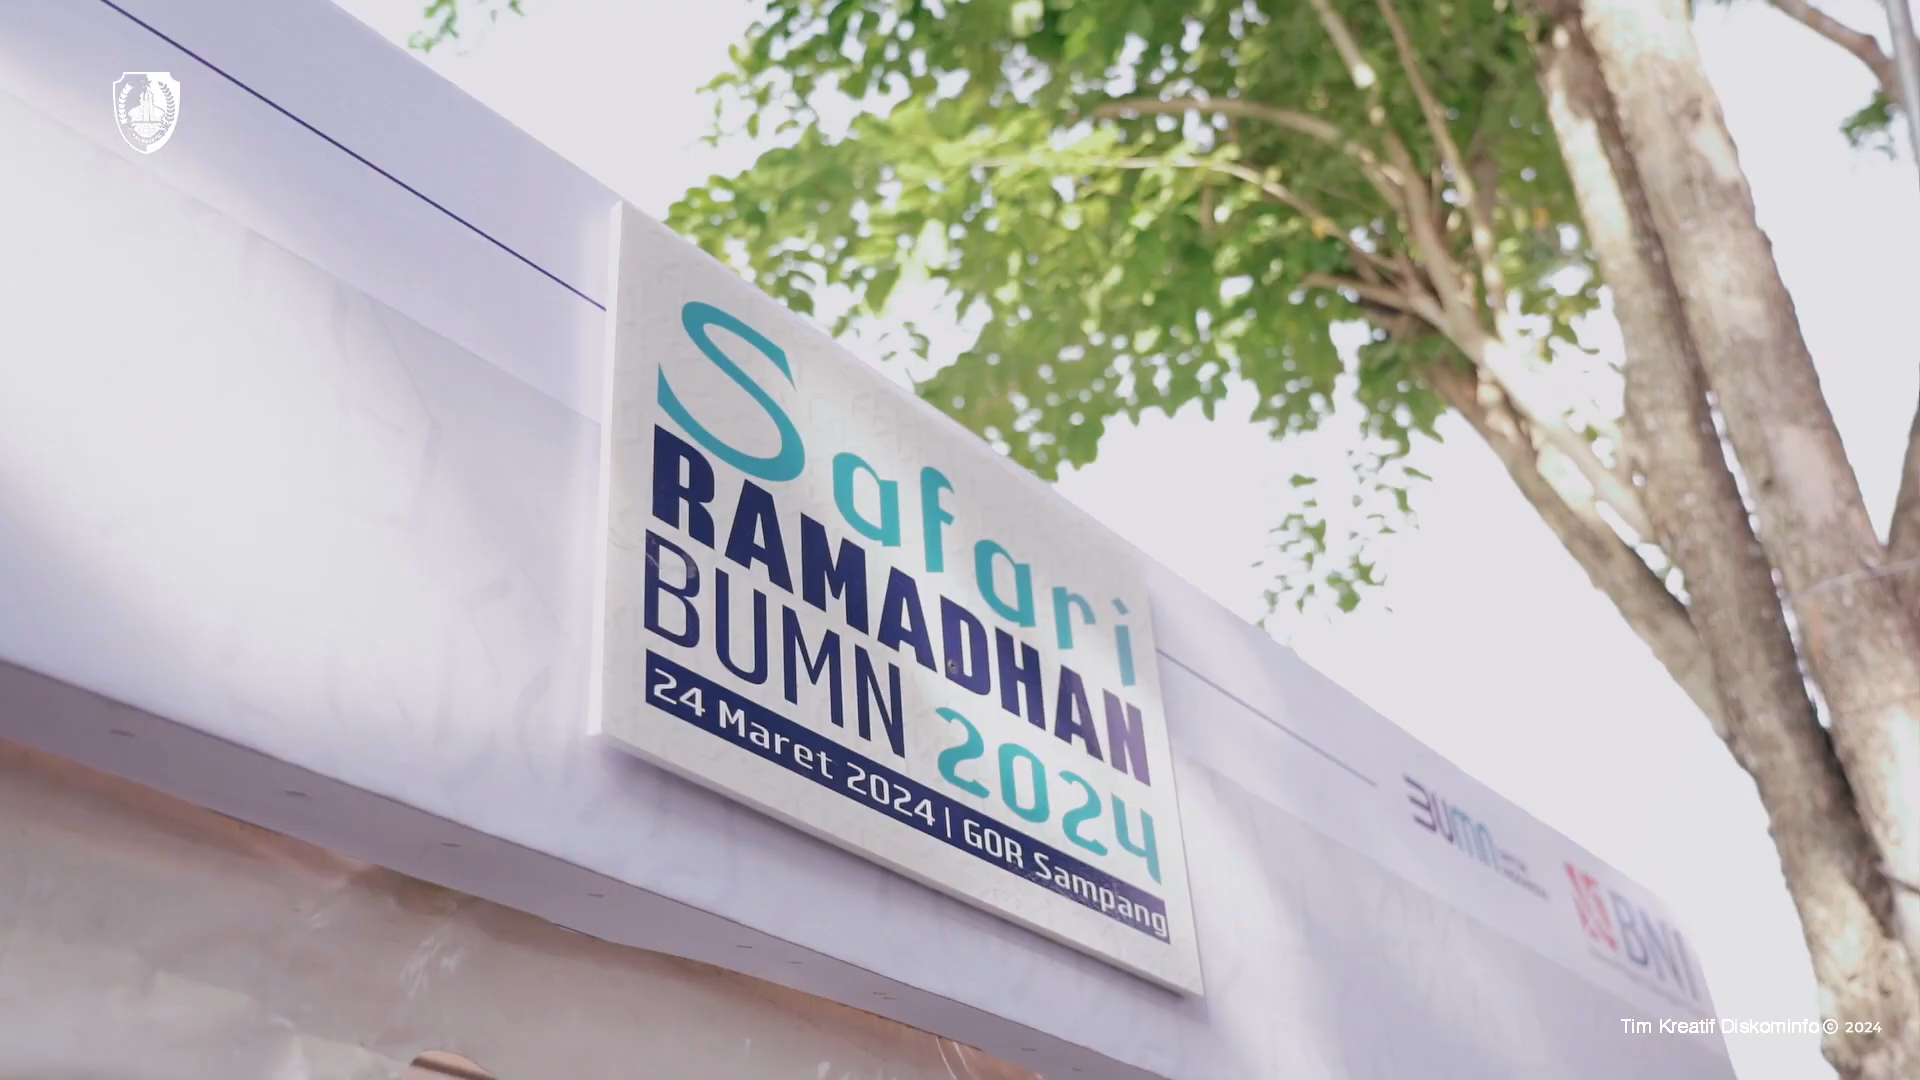 Safari
RAMADHAN
BUMN 2024
24 Maret 2024 | GOR Sampang
BUMN
BNI
Tim Kreatif Diskominfo © 2024